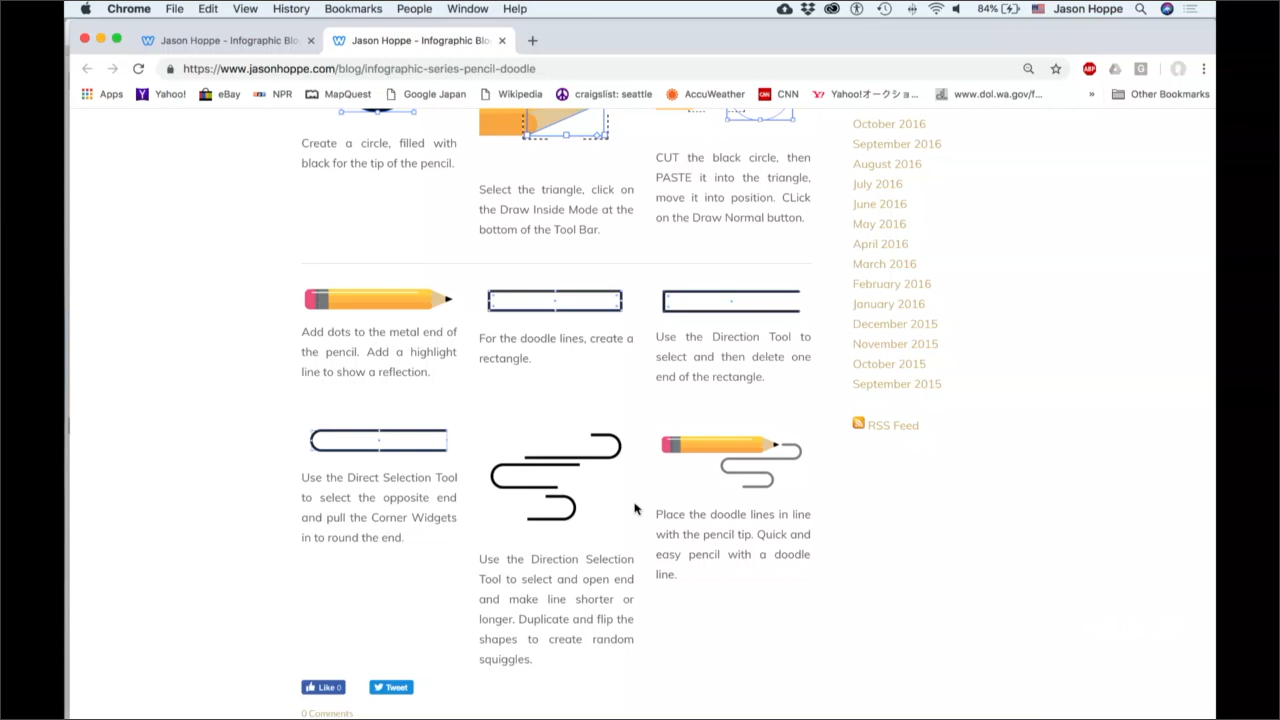 Chrome File Edit View History Bookmarks People Window Help 84% Jason Hoppe
Jason Hoppe - Infographic Blo
Jason Hoppe - Infographic Blo
https://www.jasonhoppe.com/blog/infographic-series-pencil-doodle
ABP
G
Apps Yahoo! eBay NPR MapQuest Google Japan Wikipedia craigslist: seattle AccuWeather CNN Yahoo!オークショ... www.dol.wa.gov/f... » Other Bookmarks
Create a circle, filled with
black for the tip of the pencil.
Select the triangle, click on
the Draw Inside Mode at the
bottom of the Tool Bar.
CUT the black circle, then
PASTE it into the triangle,
move it into position. CLick
on the Draw Normal button.
Add dots to the metal end of
the pencil. Add a highlight
line to show a reflection.
For the doodle lines, create a
rectangle.
Use the Direction Tool to
select and then delete one
end of the rectangle.
Use the Direct Selection Tool
to select the opposite end
and pull the Corner Widgets
in to round the end.
Use the Direction Selection
Tool to select and open end
and make line shorter or
longer. Duplicate and flip the
shapes to create random
squiggles.
Place the doodle lines in line
with the pencil tip. Quick and
easy pencil with a doodle
line.
Like 0
Tweet
0 Comments
October 2016
September 2016
August 2016
July 2016
June 2016
May 2016
April 2016
March 2016
February 2016
January 2016
December 2015
November 2015
October 2015
September 2015
RSS Feed